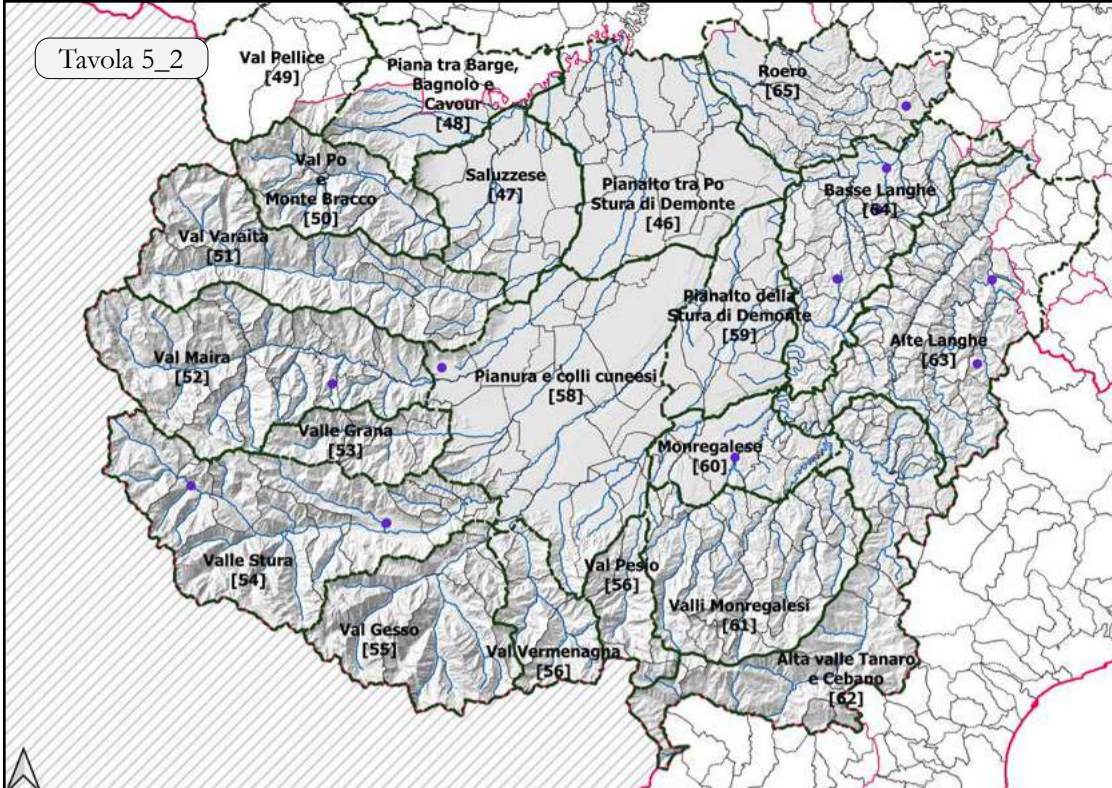 Tavola 5_2
Val Pellice
[49]
Piana tra Barge,
Bagnolo e
Cavour
[48]
Roero
[65]
Val Po
e
Monte Bracco
[50]
Saluzzese
[47]
Pianalto tra Po
Stura di Demonte
[46]
Basse Langhe
[64]
Val Varaita
[51]
Pianalto della
Stura di Demonte
[59]
Val Maira
[52]
Pianura e colli cuneesi
[58]
Alte Langhe
[63]
Valle Grana
[53]
Monregalese
[60]
Valle Stura
[54]
Val Pesio
[56]
Valli Monregalesi
[61]
Val Gesso
[55]
Val Vermenagna
[56]
Alta valle Tanaro
e Cebano
[62]